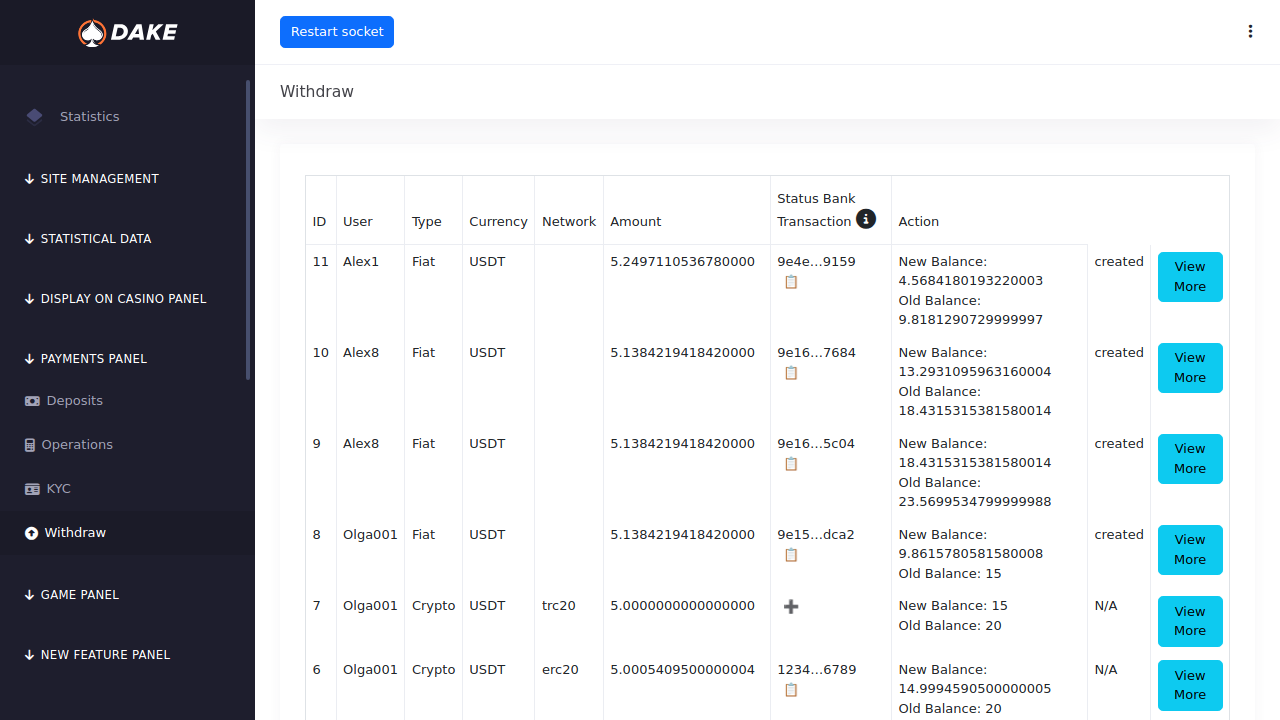 DAKE
Restart socket
Withdraw
Statistics
SITE MANAGEMENT
STATISTICAL DATA
DISPLAY ON CASINO PANEL
PAYMENTS PANEL
Deposits
Operations
KYC
Withdraw
GAME PANEL
NEW FEATURE PANEL
ID User Type Currency Network Amount Status Bank Transaction Action
11 Alex1 Fiat USDT 5.2497110536780000 9e4e...9159 New Balance: created View More
4.5684180193220003
Old Balance:
9.8181290729999997
10 Alex8 Fiat USDT 5.1384219418420000 9e16...7684 New Balance: created View More
13.2931095963160004
Old Balance:
18.4315315381580014
9 Alex8 Fiat USDT 5.1384219418420000 9e16...5c04 New Balance: created View More
18.4315315381580014
Old Balance:
23.5699534799999988
8 Olga001 Fiat USDT 5.1384219418420000 9e15...dca2 New Balance: created View More
9.8615780581580008
Old Balance: 15
7 Olga001 Crypto USDT trc20 5.0000000000000000 New Balance: 15 N/A View More
Old Balance: 20
6 Olga001 Crypto USDT erc20 5.0005409500000004 1234...6789 New Balance: N/A View More
14.9994590500000005
Old Balance: 20